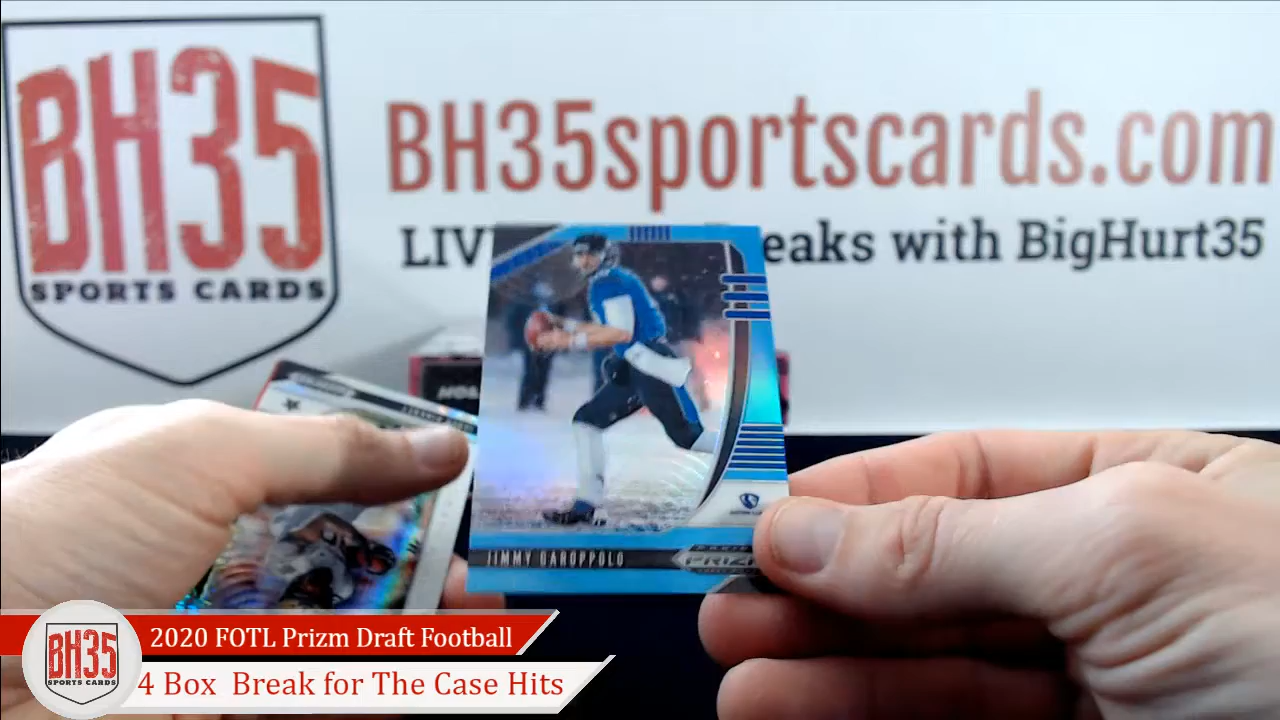 BH35
SPORTS CARDS
BH35sportscards.com
LIV eaks with BigHurt35
JIMMY GAROPPOLO
PRIZM
BH35
SPORTS CARDS
2020 FOTL Prizm Draft Football
4 Box Break for The Case Hits